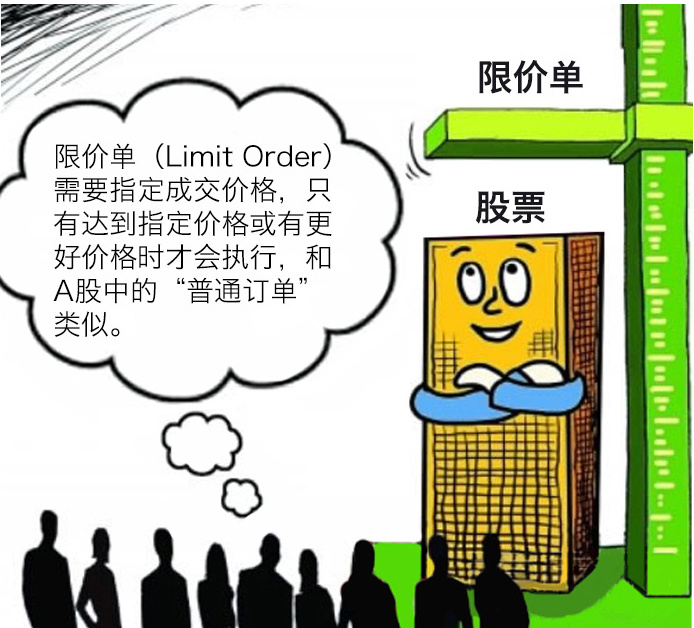 限价单
限价单（Limit Order）
需要指定成交价格，只
有达到指定价格或有更
好价格时才会执行，和
A股中的“普通订单”
类似。
股票